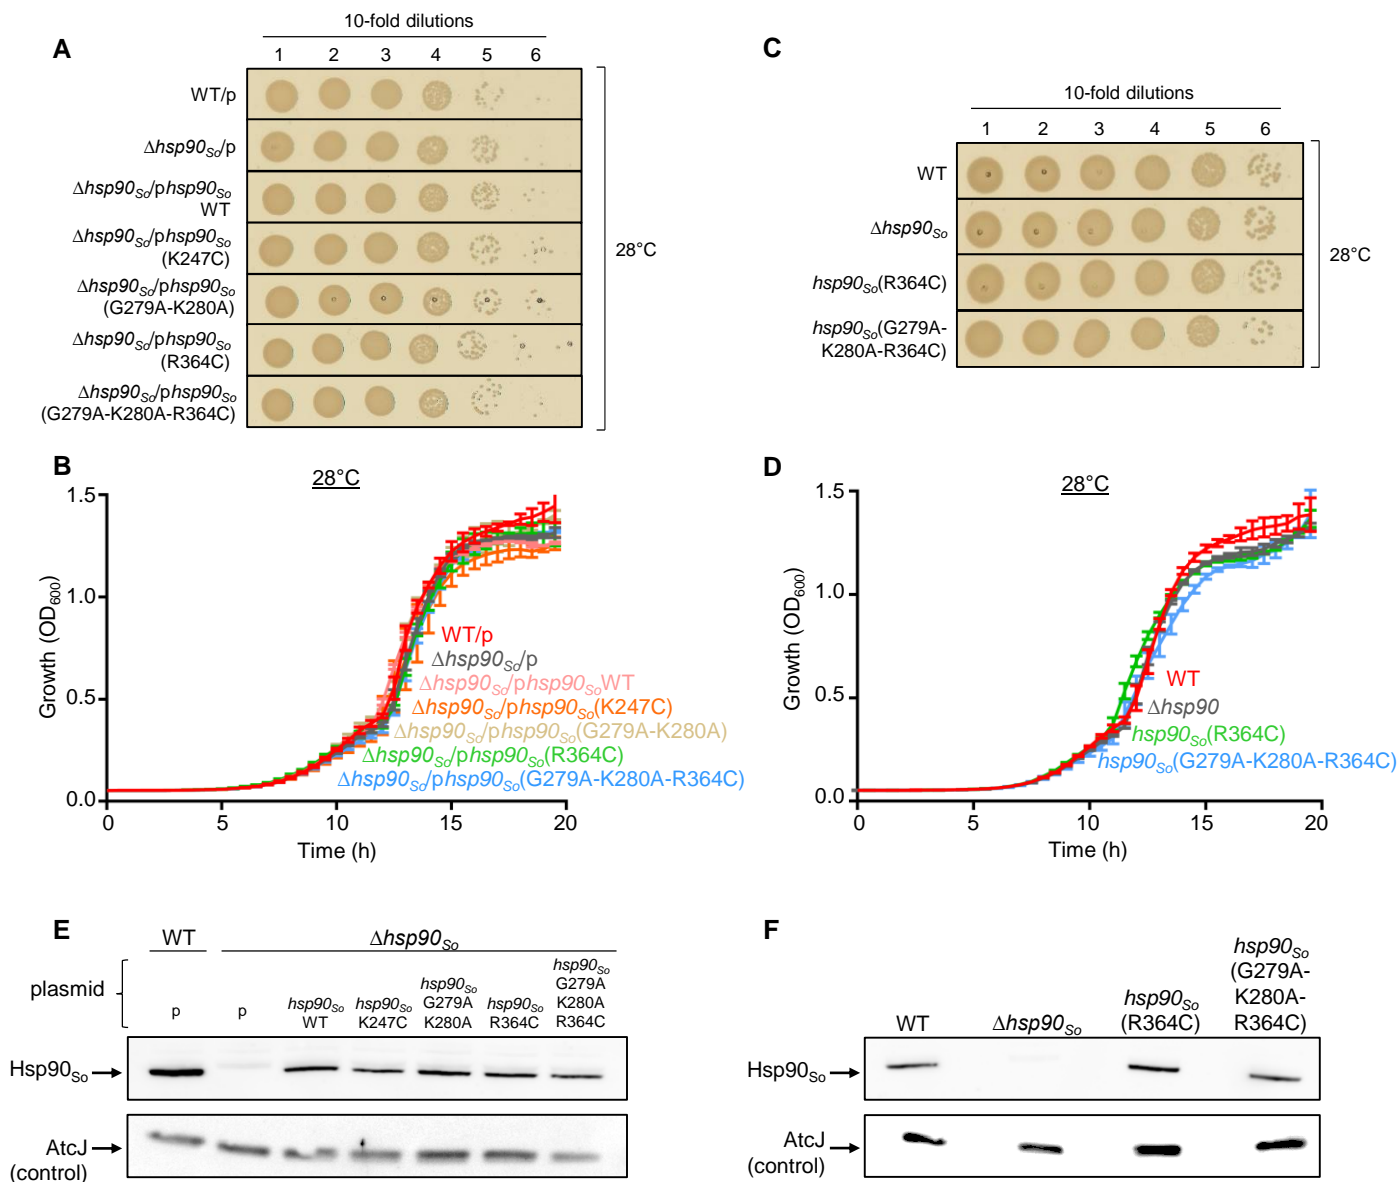 A
10-fold dilutions
1 2 3 4 5 6
WT/p
Δhsp90So/p
Δhsp90So/phsp90So
WT
Δhsp90So/phsp90So
(K247C)
Δhsp90So/phsp90So
(G279A-K280A)
Δhsp90So/phsp90So
(R364C)
Δhsp90So/phsp90So
(G279A-K280A-R364C)
28°C
C
10-fold dilutions
1 2 3 4 5 6
WT
Δhsp90So
hsp90So(R364C)
hsp90So(G279A-
K280A-R364C)
28°C
B
28°C
Growth (OD600)
1.5
1.0
0.5
0.0
0 5 10 15 20
Time (h)
WT/p
Δhsp90So/p
Δhsp90So/phsp90SoWT
Δhsp90So/phsp90So(K247C)
Δhsp90So/phsp90So(G279A-K280A)
Δhsp90So/phsp90So(R364C)
Δhsp90So/phsp90So(G279A-K280A-R364C)
D
28°C
Growth (OD600)
1.5
1.0
0.5
0.0
0 5 10 15 20
Time (h)
WT
Δhsp90
hsp90So(R364C)
hsp90So(G279A-K280A-R364C)
E
WT
Δhsp90So
plasmid
p
p
hsp90So
WT
hsp90So
K247C
hsp90So
G279A
K280A
hsp90So
R364C
hsp90So
G279A
K280A
R364C
Hsp90So
AtcJ
(control)
F
WT
Δhsp90So
hsp90So
(R364C)
hsp90So
(G279A-
K280A-
R364C)
Hsp90So
AtcJ
(control)